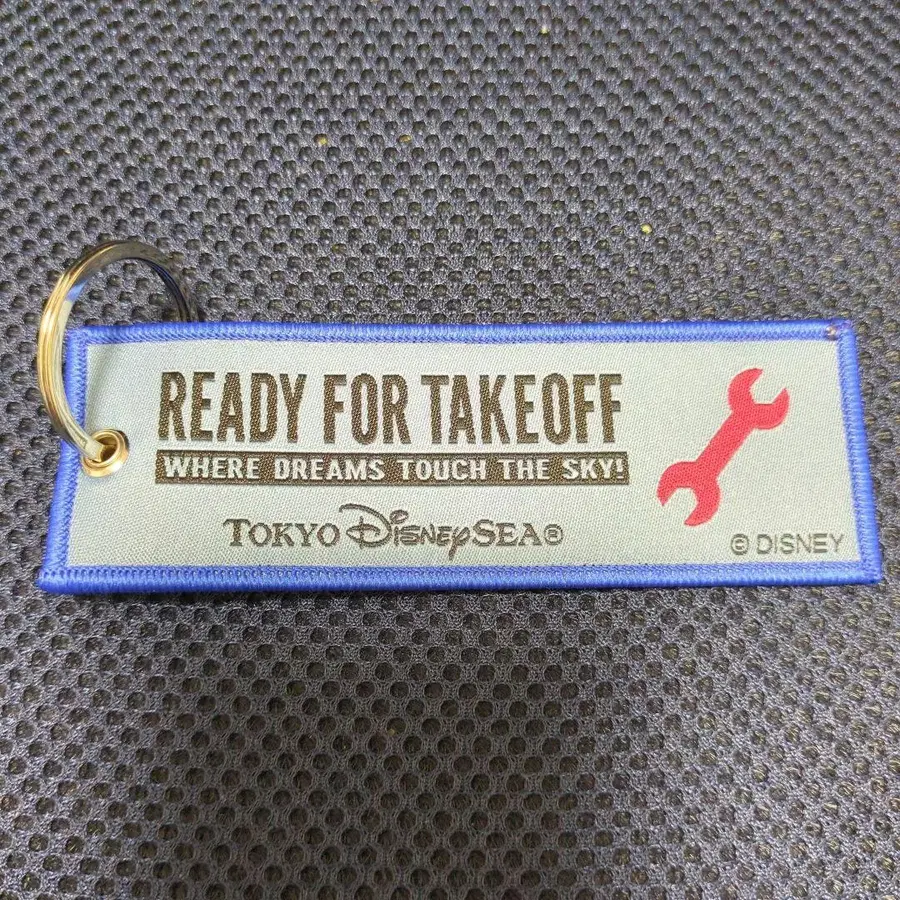 READY FOR TAKEOFF
WHERE DREAMS TOUCH THE SKY!
TOKYO DISNEYSEA®
© DISNEY